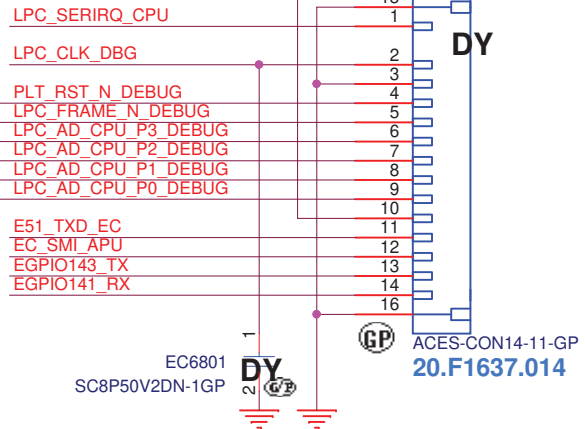 15
LPC_SERIRQ_CPU
1
DY
LPC_CLK_DBG
2
3
PLT_RST_N_DEBUG
4
LPC_FRAME_N_DEBUG
5
LPC_AD_CPU_P3_DEBUG
6
LPC_AD_CPU_P2_DEBUG
7
LPC_AD_CPU_P1_DEBUG
8
LPC_AD_CPU_P0_DEBUG
9
10
E51_TXD_EC
11
EC_SMI_APU
12
EGPIO143_TX
13
EGPIO141_RX
14
16
GP
ACES-CON14-11-GP
20.F1637.014
1
EC6801
SC8P50V2DN-1GP
DY
2
G/P